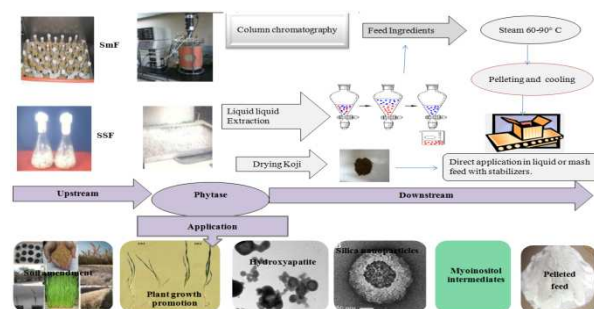 SmF
Column chromatography
Feed Ingredients
Steam 60-90° C
Pelleting and cooling
SSF
Liquid liquid
Extraction
Drying Koji
Direct application in liquid or mash
feed with stabilizers.
Upstream
Phytase
Downstream
Application
Soil amendment
Plant growth
promotion
Hydroxyapatite
Silica nanoparticles
Myoinositol
intermediates
Pelleted
feed